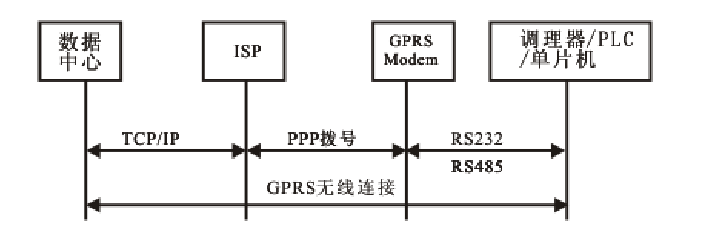 数据
中心
ISP
GPRS
Modem
调理器/PLC
/单片机
TCP/IP
PPP拨号
RS232
RS485
GPRS无线连接